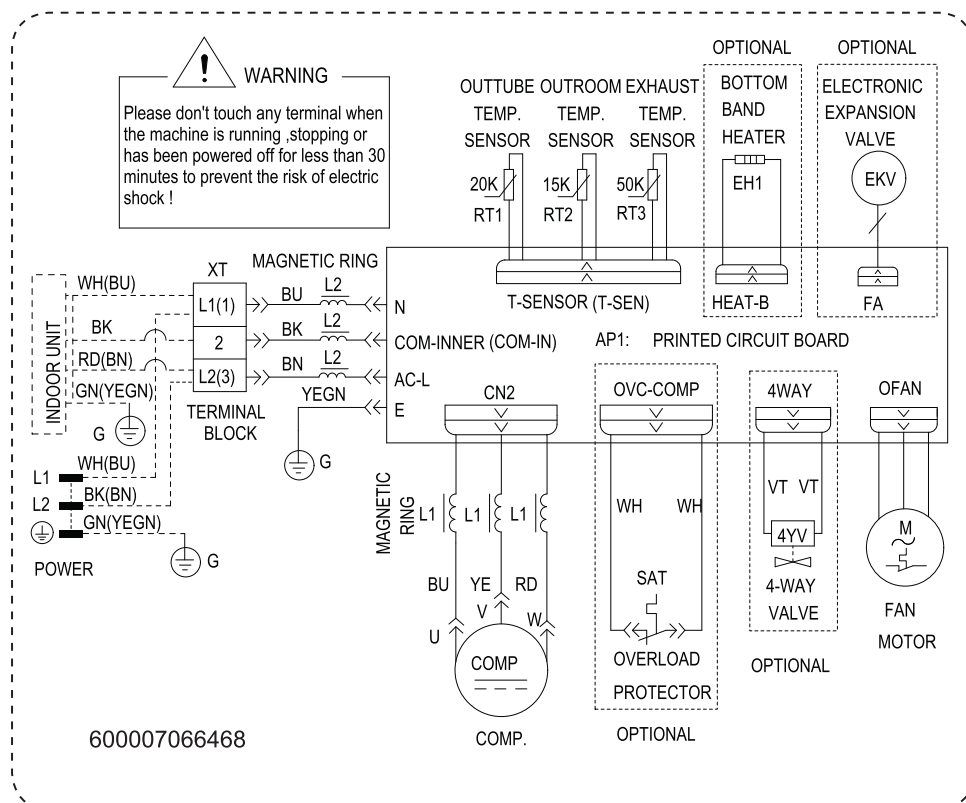 WARNING
Please don't touch any terminal when
the machine is running ,stopping or
has been powered off for less than 30
minutes to prevent the risk of electric
shock !
OUTTUBE
TEMP.
SENSOR
20K
RT1
OUTROOM
TEMP.
SENSOR
15K
RT2
EXHAUST
TEMP.
SENSOR
50K
RT3
OPTIONAL
BOTTOM
BAND
HEATER
EH1
OPTIONAL
ELECTRONIC
EXPANSION
VALVE
EKV
T-SENSOR (T-SEN)
HEAT-B
FA
INDOOR UNIT
WH(BU)
BK
RD(BN)
GN(YEGN)
G
XT
L1(1)
2
L2(3)
TERMINAL
BLOCK
MAGNETIC RING
BU
L2
N
BK
L2
COM-INNER (COM-IN)
BN
L2
AC-L
YEGN
E
G
AP1: PRINTED CIRCUIT BOARD
L1
WH(BU)
L2
BK(BN)
GN(YEGN)
G
POWER
CN2
MAGNETIC
RING
L1
L1
L1
BU
YE
RD
U
V
W
COMP
COMP.
OVC-COMP
WH
WH
SAT
OVERLOAD
PROTECTOR
OPTIONAL
4WAY
VT
VT
4YV
4-WAY
VALVE
OPTIONAL
OFAN
M
FAN
MOTOR
600007066468